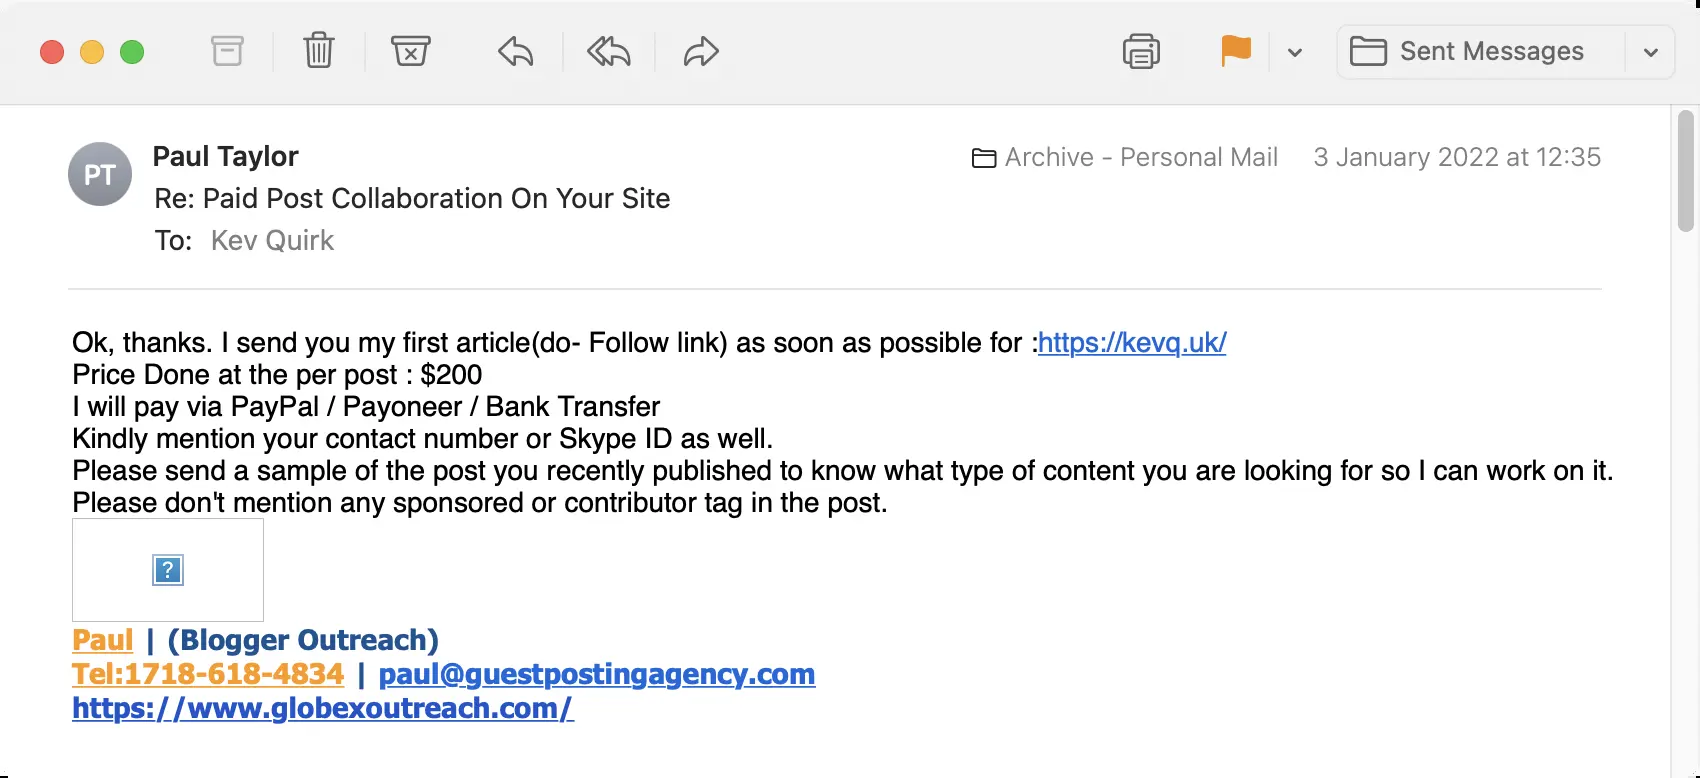 Sent Messages
PT
Paul Taylor
Archive - Personal Mail 3 January 2022 at 12:35
Re: Paid Post Collaboration On Your Site
To: Kev Quirk
Ok, thanks. I send you my first article(do- Follow link) as soon as possible for :https://kevq.uk/
Price Done at the per post : $200
I will pay via PayPal / Payoneer / Bank Transfer
Kindly mention your contact number or Skype ID as well.
Please send a sample of the post you recently published to know what type of content you are looking for so I can work on it.
Please don't mention any sponsored or contributor tag in the post.
?
Paul | (Blogger Outreach)
Tel:1718-618-4834 | paul@guestpostingagency.com
https://www.globexoutreach.com/